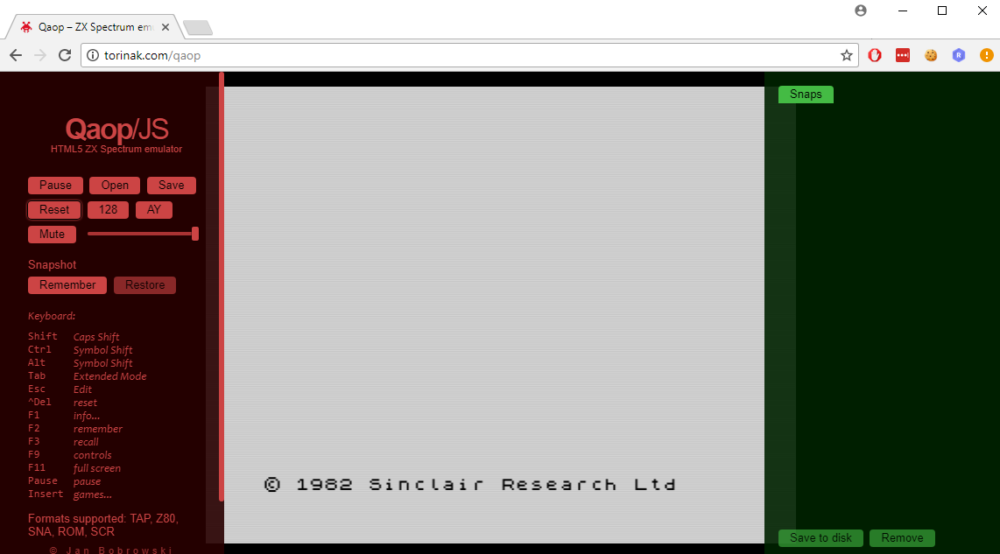 Qaop – ZX Spectrum em
torinak.com/qaop
Qaop/JS
HTML5 ZX Spectrum emulator
Pause Open Save
Reset 128 AY
Mute
Snapshot
Remember Restore
Keyboard:
Shift Caps Shift
Ctrl Symbol Shift
Alt Symbol Shift
Tab Extended Mode
Esc Edit
^Del reset
F1 info...
F2 remember
F3 recall
F9 controls
F11 full screen
Pause pause
Insert games...
Formats supported: TAP, Z80,
SNA, ROM, SCR
© Jan Bobrowski
© 1982 Sinclair Research Ltd
Snaps
Save to disk Remove